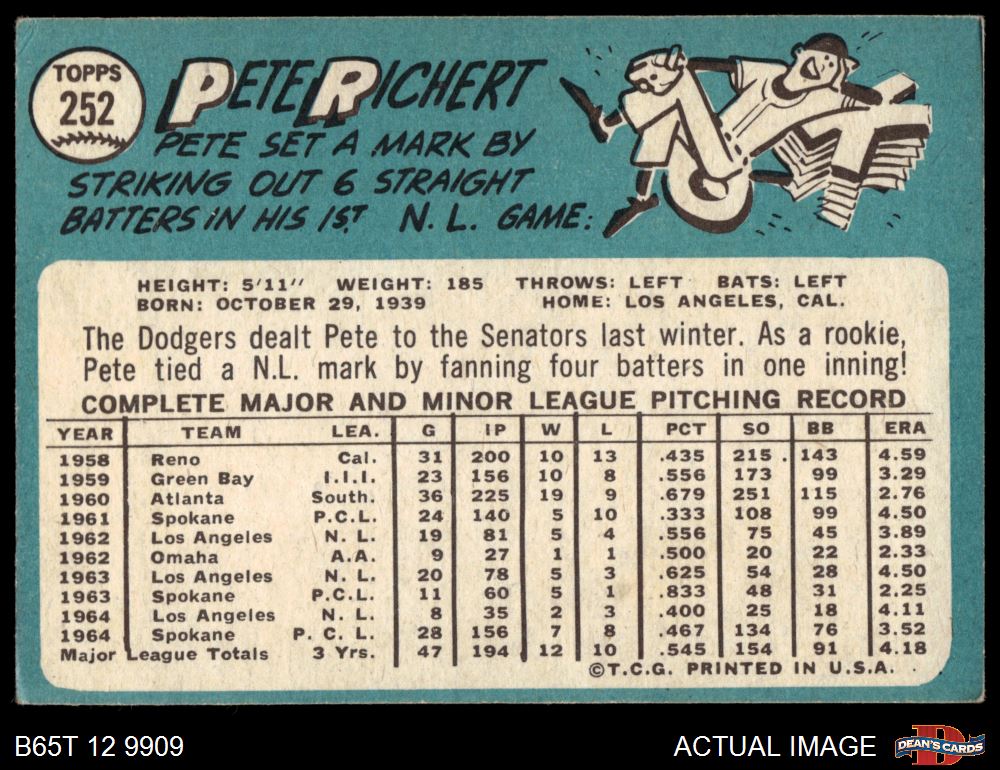 TOPPS
252
PETE RICHERT
PETE SET A MARK BY
STRIKING OUT 6 STRAIGHT
BATTERS IN HIS 1ST N. L. GAME:
HEIGHT: 5'11" WEIGHT: 185 THROWS: LEFT BATS: LEFT
BORN: OCTOBER 29, 1939 HOME: LOS ANGELES, CAL.
The Dodgers dealt Pete to the Senators last winter. As a rookie,
Pete tied a N.L. mark by fanning four batters in one inning!
COMPLETE MAJOR AND MINOR LEAGUE PITCHING RECORD
YEAR TEAM LEA. G IP W L PCT SO BB ERA
1958 Reno Cal. 31 200 10 13 .435 215 143 4.59
1959 Green Bay I.I.I. 23 156 10 8 .556 173 99 3.29
1960 Atlanta South. 36 225 19 9 .679 251 115 2.76
1961 Spokane P.C.L. 24 140 5 10 .333 108 99 4.50
1962 Los Angeles N. L. 19 81 5 4 .556 75 45 3.89
1962 Omaha A.A. 9 27 1 1 .500 20 22 2.33
1963 Los Angeles N. L. 20 78 5 3 .625 54 28 4.50
1963 Spokane P.C.L. 11 60 5 1 .833 48 31 2.25
1964 Los Angeles N. L. 8 35 2 3 .400 25 18 4.11
1964 Spokane P. C. L. 28 156 7 8 .467 134 76 3.52
Major League Totals 3 Yrs. 47 194 12 10 .545 154 91 4.18
©T.C.G. PRINTED IN U.S.A.
B65T 12 9909 ACTUAL IMAGE DEAN'S CARDS